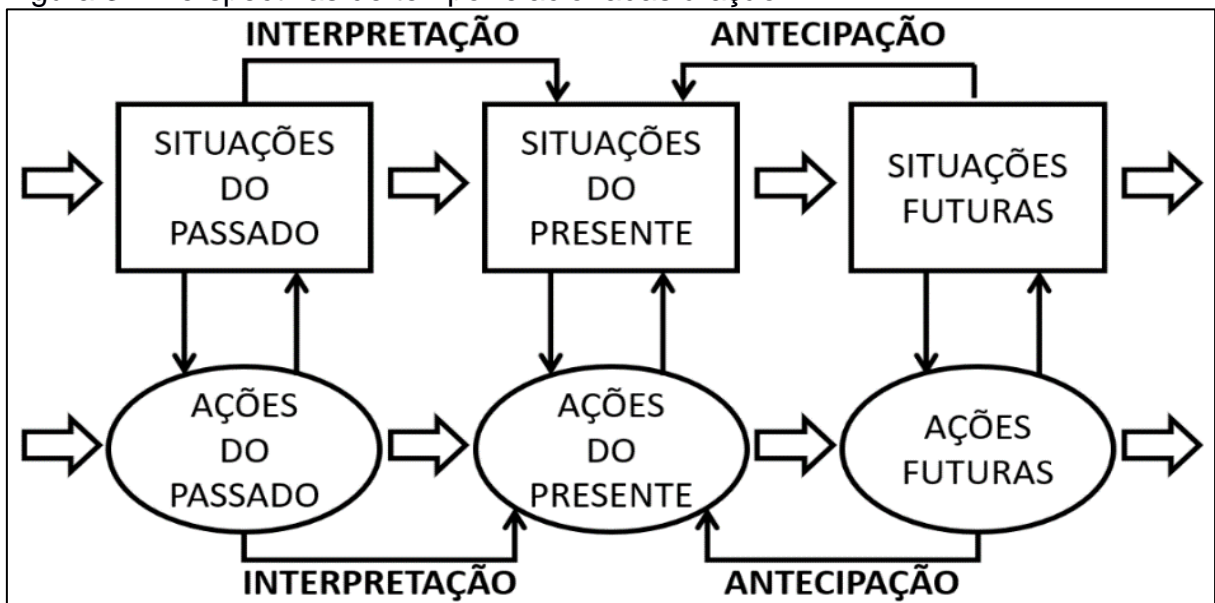 INTERPRETAÇÃO
ANTECIPAÇÃO
SITUAÇÕES
DO
PASSADO
SITUAÇÕES
DO
PRESENTE
SITUAÇÕES
FUTURAS
AÇÕES
DO
PASSADO
AÇÕES
DO
PRESENTE
AÇÕES
FUTURAS
INTERPRETAÇÃO
ANTECIPAÇÃO